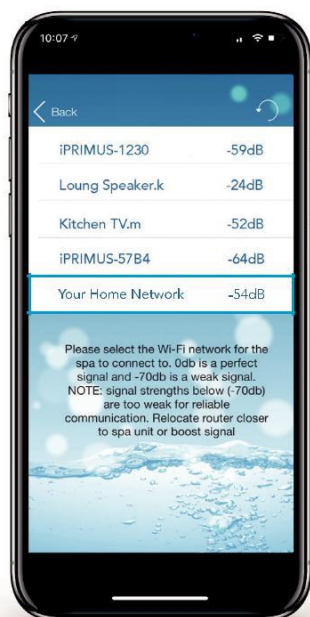 10:07
Back
iPRIMUS-1230 -59dB
Loung Speaker.k -24dB
Kitchen TV.m -52dB
iPRIMUS-57B4 -64dB
Your Home Network -54dB
Please select the Wi-Fi network for the
spa to connect to. 0db is a perfect
signal and -70db is a weak signal.
NOTE: signal strengths below (-70db)
are too weak for reliable
communication. Relocate router closer
to spa unit or boost signal